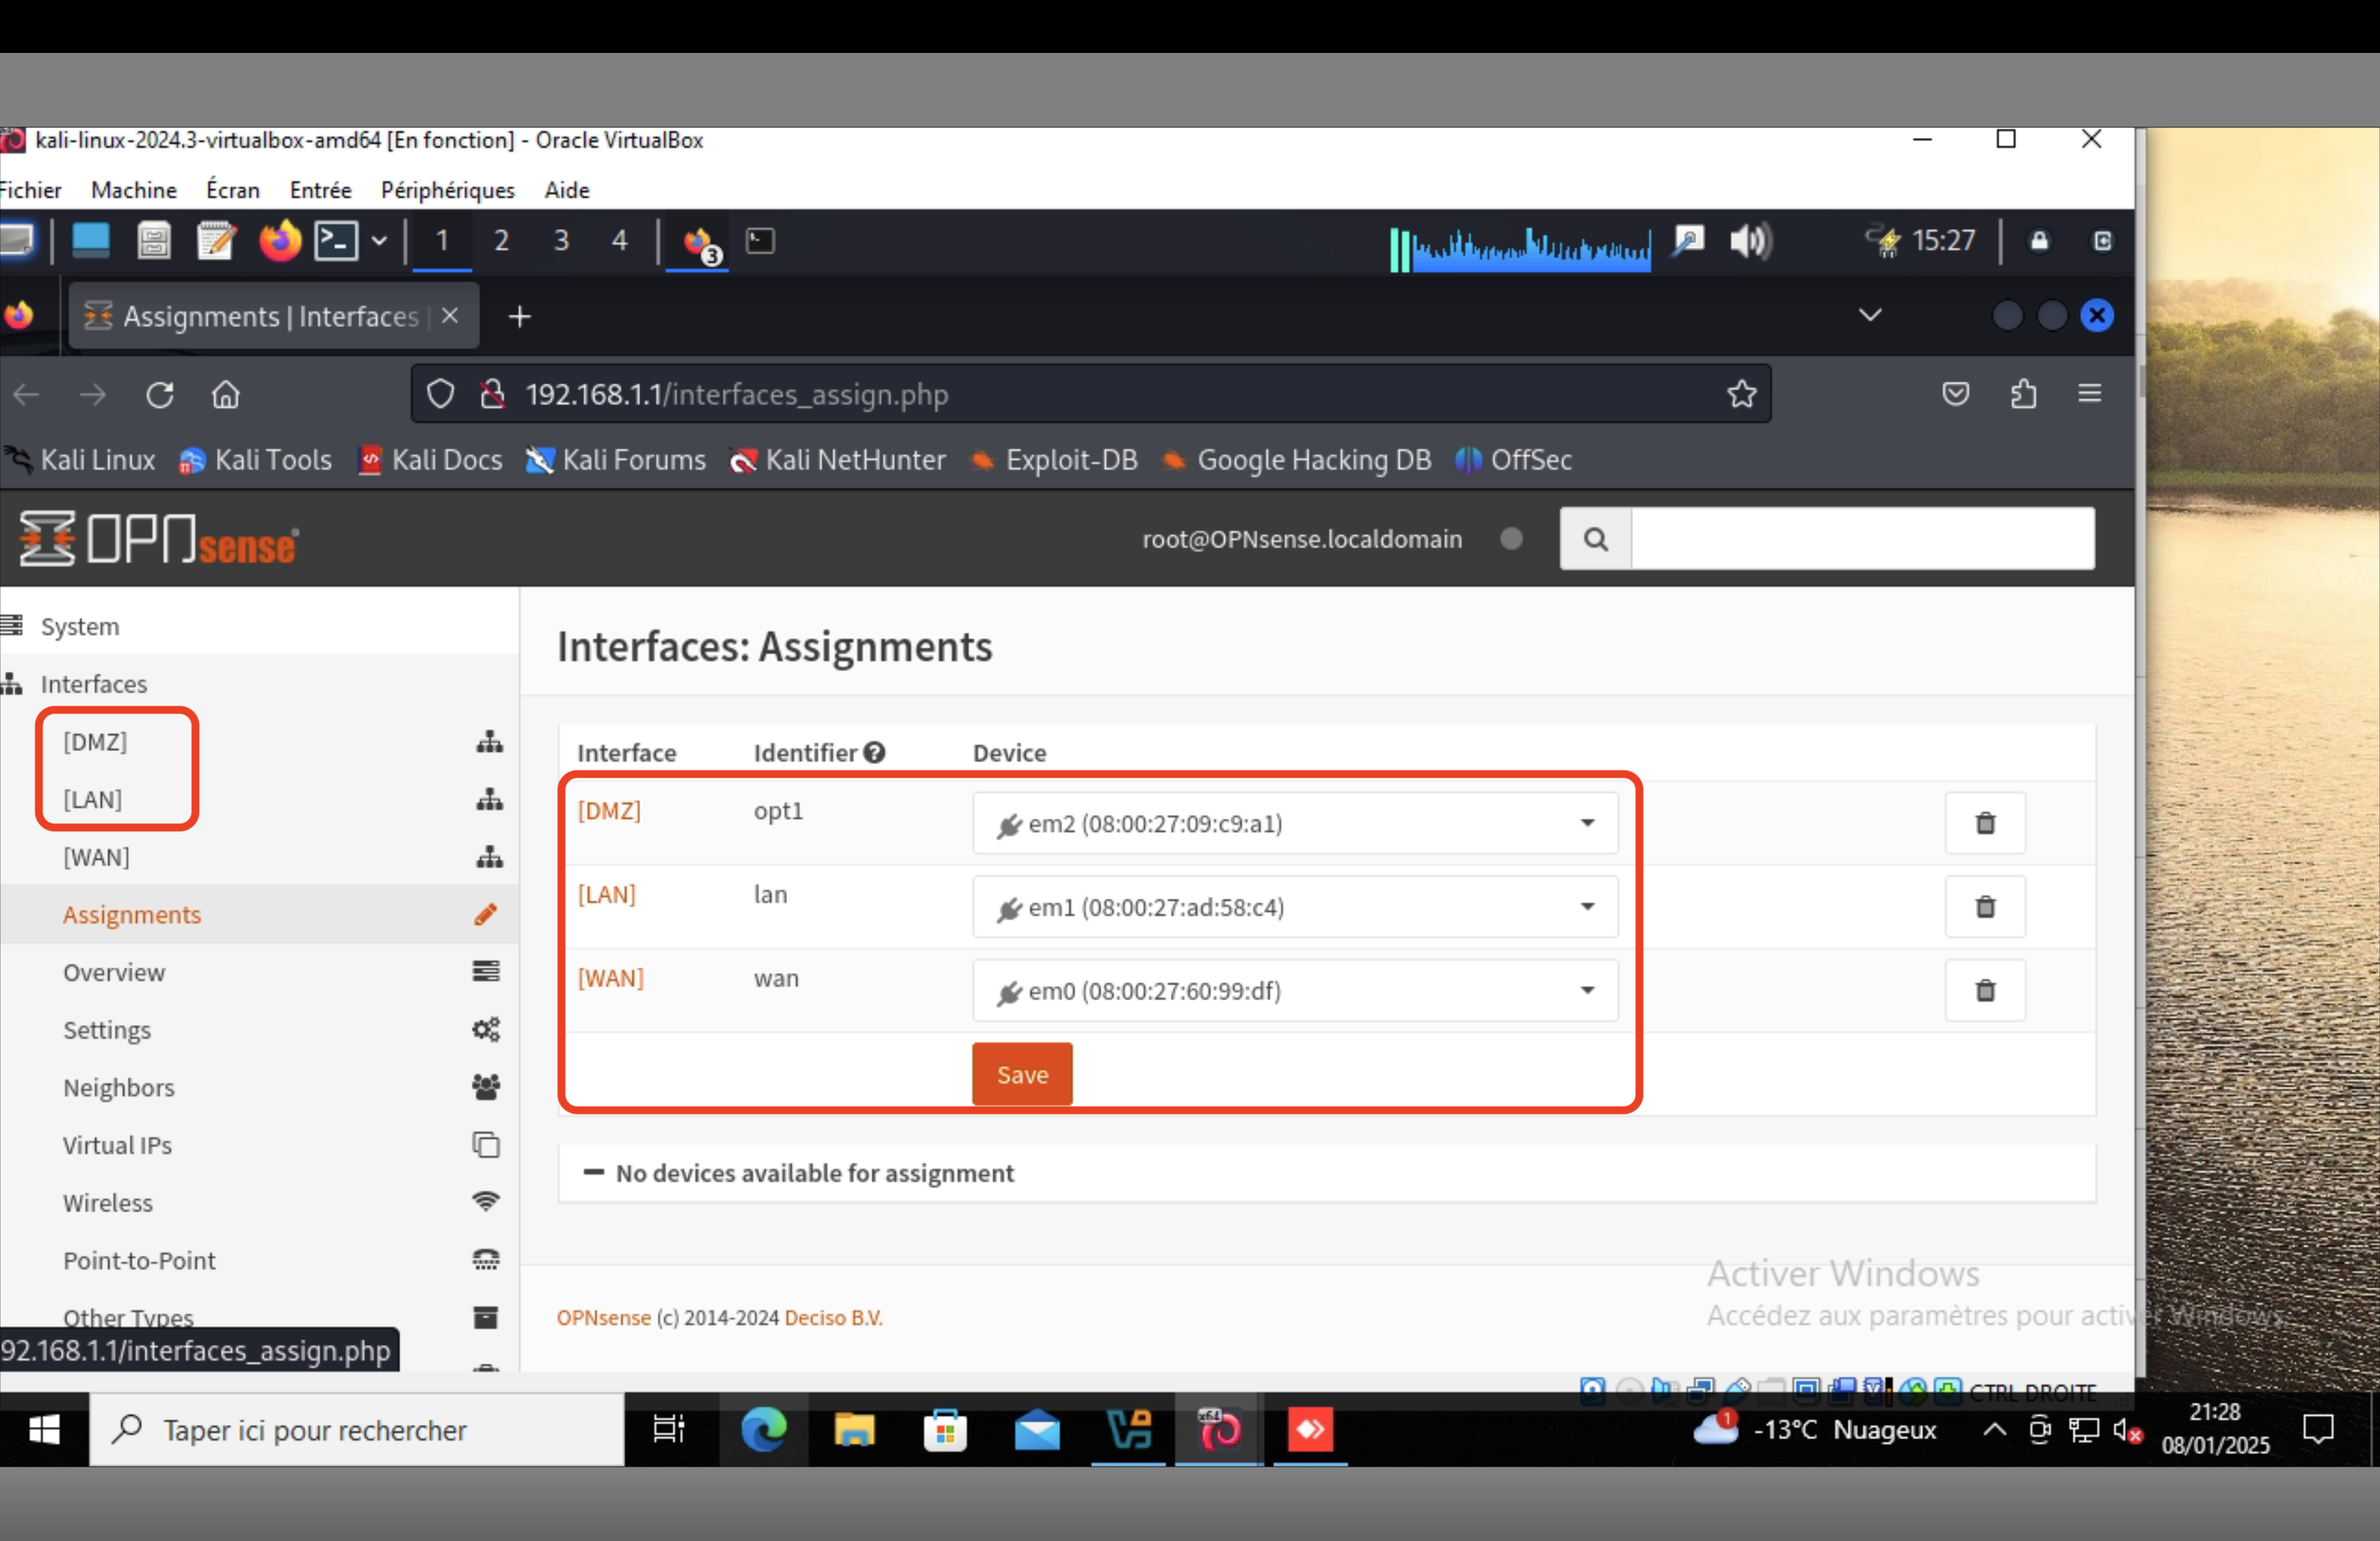 kali-linux-2024.3-virtualbox-amd64 [En fonction] - Oracle VirtualBox
Fichier Machine Écran Entrée Périphériques Aide
1 2 3 4 3 15:27
Assignments | Interfaces |
192.168.1.1/interfaces_assign.php
Kali Linux Kali Tools Kali Docs Kali Forums Kali NetHunter Exploit-DB Google Hacking DB OffSec
OPNsense
root@OPNsense.localdomain
System
Interfaces
[DMZ]
[LAN]
[WAN]
Assignments
Overview
Settings
Neighbors
Virtual IPs
Wireless
Point-to-Point
Other Types
92.168.1.1/interfaces_assign.php
Interfaces: Assignments
Interface Identifier Device
[DMZ] opt1 em2 (08:00:27:09:c9:a1)
[LAN] lan em1 (08:00:27:ad:58:c4)
[WAN] wan em0 (08:00:27:60:99:df)
Save
No devices available for assignment
OPNsense (c) 2014-2024 Deciso B.V.
Activer Windows
Accédez aux paramètres pour activer Windows.
CTRL DROITE
Taper ici pour rechercher
x64
1
-13°C Nuageux
21:28
08/01/2025